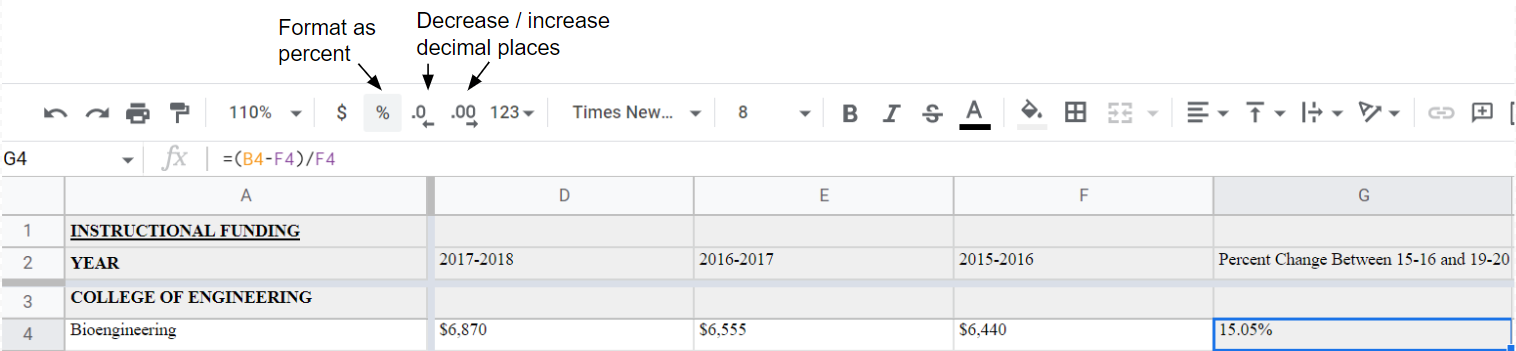 Format as
percent
Decrease / increase
decimal places
110% $ % .0 .00 123 Times New... 8 B I S A
G4 fx =(B4-F4)/F4
A D E F G
1 INSTRUCTIONAL FUNDING
2 YEAR 2017-2018 2016-2017 2015-2016 Percent Change Between 15-16 and 19-20
3 COLLEGE OF ENGINEERING
4 Bioengineering $6,870 $6,555 $6,440 15.05%